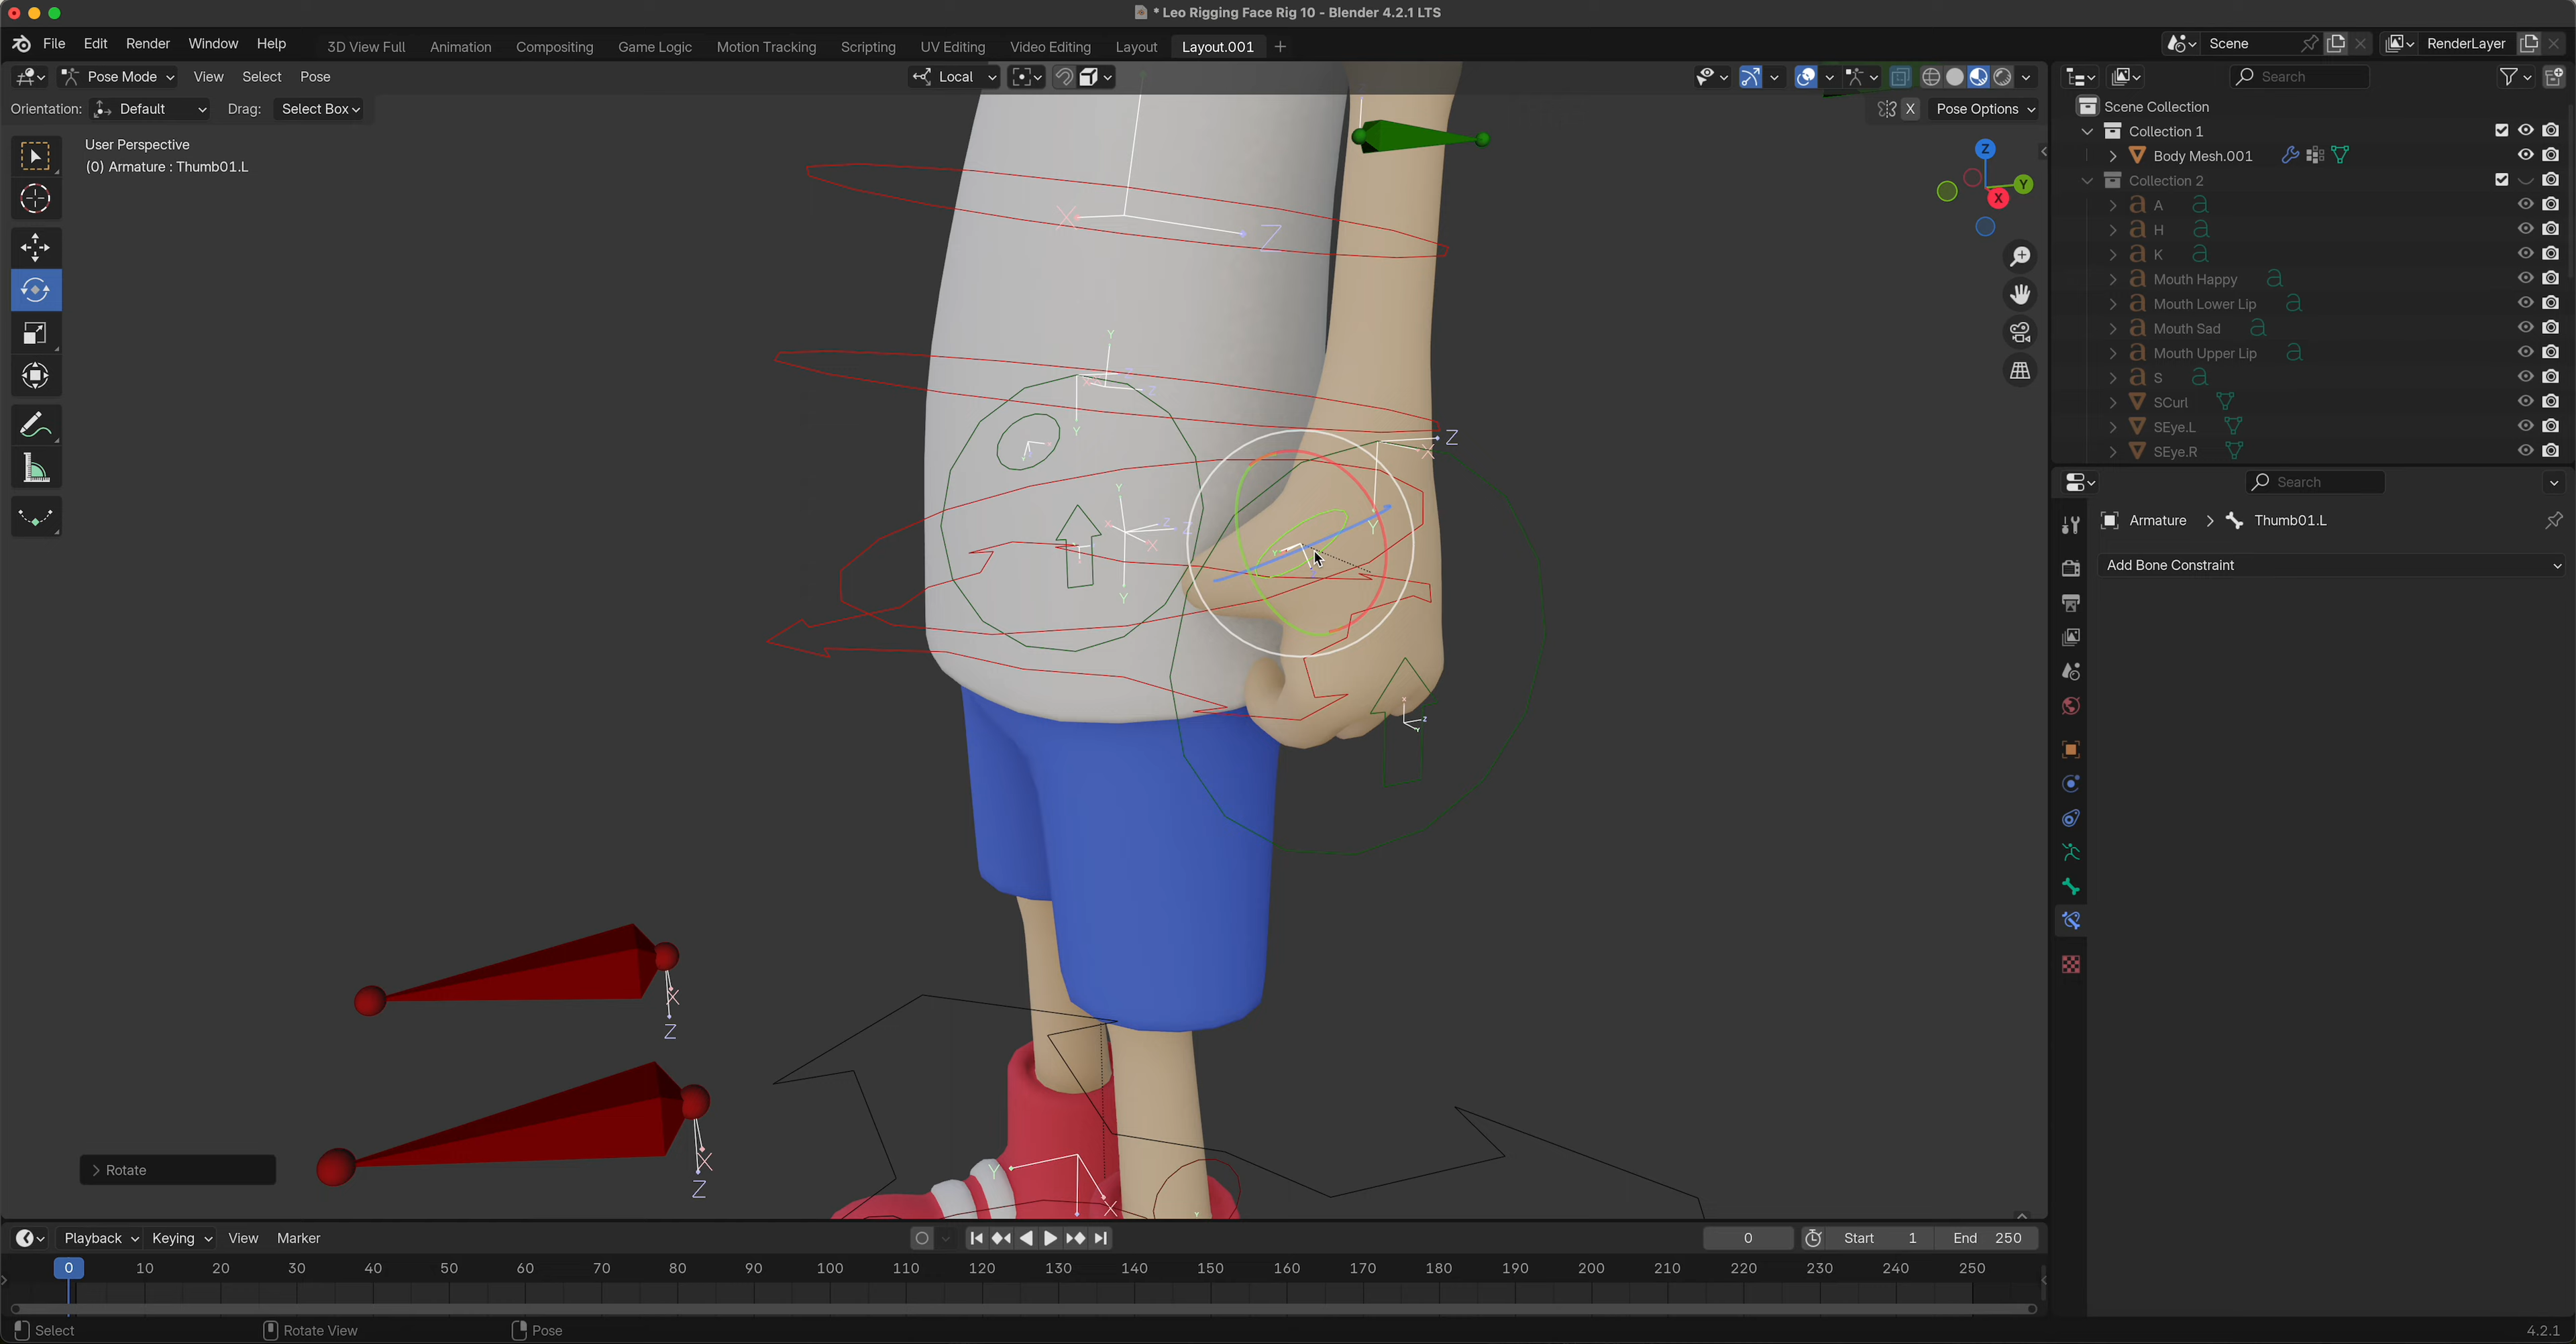 * Leo Rigging Face Rig 10 - Blender 4.2.1 LTS
File Edit Render Window Help 3D View Full Animation Compositing Game Logic Motion Tracking Scripting UV Editing Video Editing Layout Layout.001 + Scene RenderLayer
Pose Mode View Select Pose Local Search
Orientation: Default Drag: Select Box X Pose Options
User Perspective
(0) Armature : Thumb01.L
Scene Collection
Collection 1
Body Mesh.001
Collection 2
A
H
K
Mouth Happy
Mouth Lower Lip
Mouth Sad
Mouth Upper Lip
S
SCurl
SEye.L
SEye.R
Search
Armature > Thumb01.L
Add Bone Constraint
Z
Y
X
X
Z
Y
Y
Z
X
Y
X
Z
X
Z
Y
X
Rotate
Playback Keying View Marker 0 Start 1 End 250
0 10 20 30 40 50 60 70 80 90 100 110 120 130 140 150 160 170 180 190 200 210 220 230 240 250
Select Rotate View Pose 4.2.1